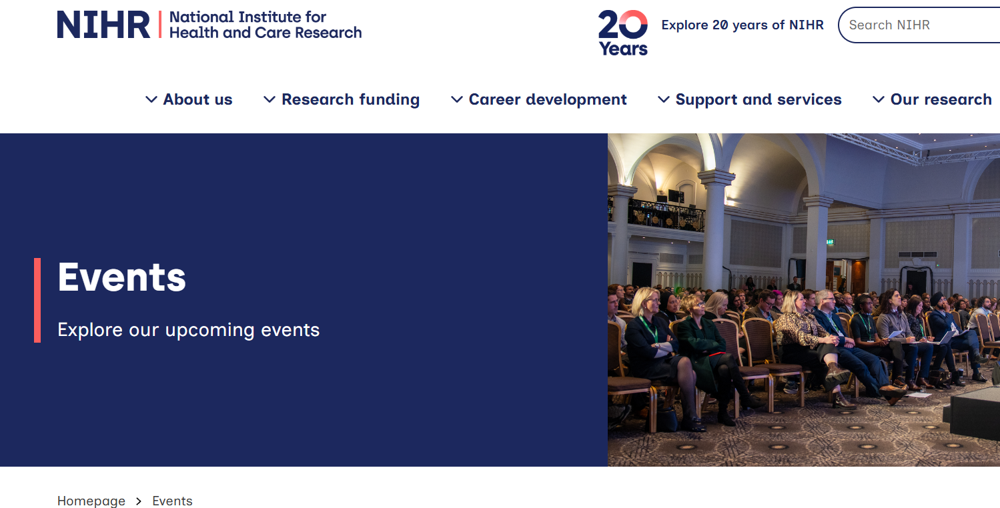 NIHR
National Institute for
Health and Care Research
20
Years
Explore 20 years of NIHR
Search NIHR
About us
Research funding
Career development
Support and services
Our research
Events
Explore our upcoming events
Homepage > Events